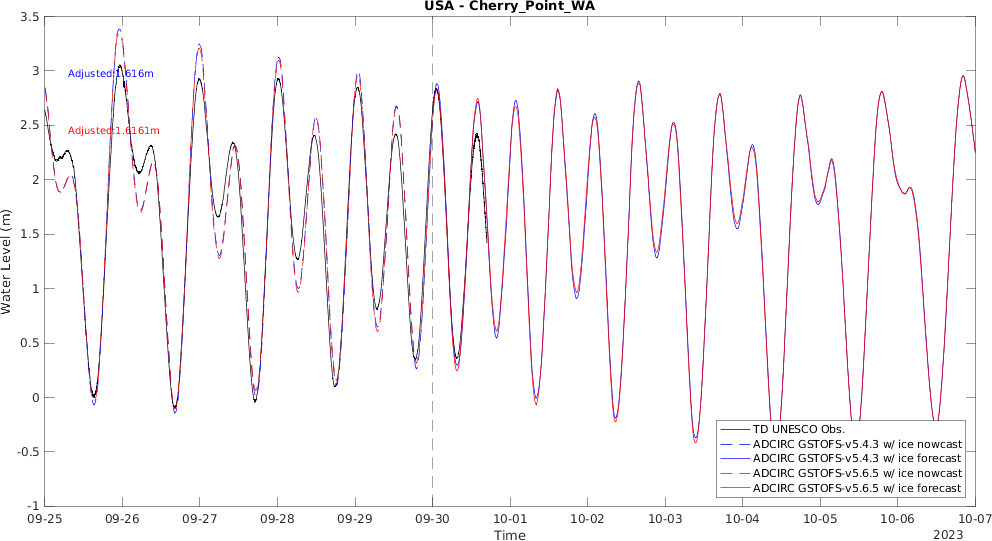 USA - Cherry_Point_WA
3.5
3
2.5
2
1.5
1
0.5
0
-0.5
-1
Water Level (m)
Adjusted:1.616m
Adjusted:1.6161m
TD UNESCO Obs.
ADCIRC GSTOFS-v5.4.3 w/ ice nowcast
ADCIRC GSTOFS-v5.4.3 w/ ice forecast
ADCIRC GSTOFS-v5.6.5 w/ ice nowcast
ADCIRC GSTOFS-v5.6.5 w/ ice forecast
09-25 09-26 09-27 09-28 09-29 09-30 10-01 10-02 10-03 10-04 10-05 10-06 10-07
Time
2023